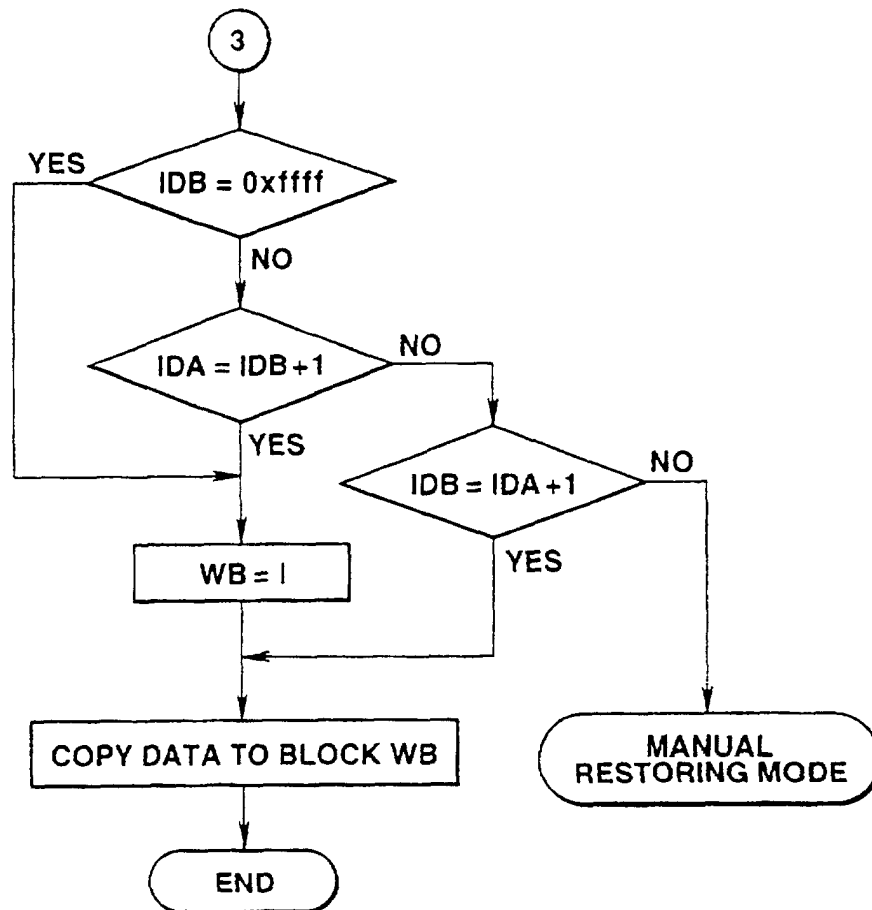 3
YES
IDB = 0xffff
NO
IDA = IDB+1
NO
YES
IDB = IDA+1
NO
WB = I
YES
COPY DATA TO BLOCK WB
MANUAL
RESTORING MODE
END